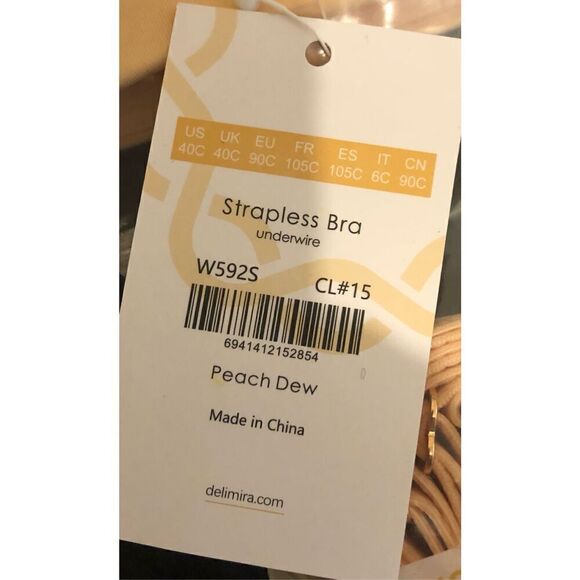 US UK EU FR ES IT CN
40C 40C 90C 105C 105C 6C 90C
Strapless Bra
underwire
W592S CL#15
6941412152854
Peach Dew
Made in China
delimira.com